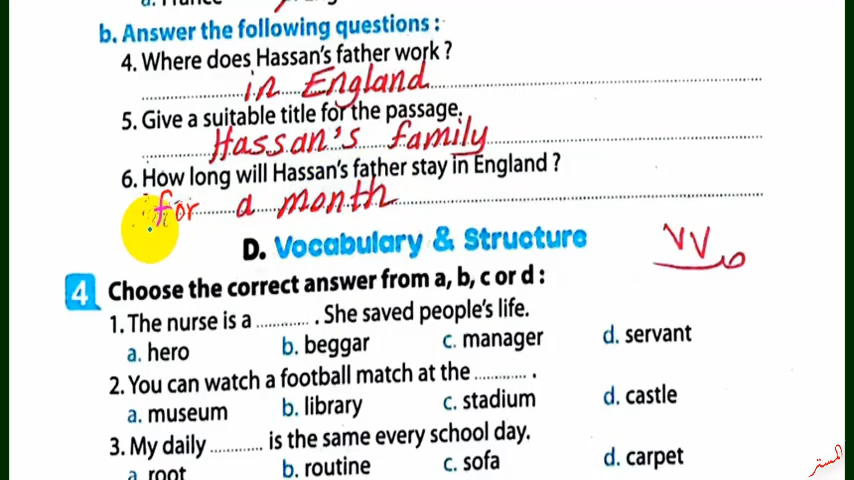 b. Answer the following questions :
4. Where does Hassan's father work ?
in England
5. Give a suitable title for the passage.
Hassan's family
6. How long will Hassan's father stay in England ?
for a month
D. Vocabulary & Structure
٧٧ ص
4 Choose the correct answer from a, b, c or d :
1. The nurse is a ............ . She saved people's life.
a. hero b. beggar c. manager d. servant
2. You can watch a football match at the ............ .
a. museum b. library c. stadium d. castle
3. My daily ............ is the same every school day.
a. root b. routine c. sofa d. carpet
المستر